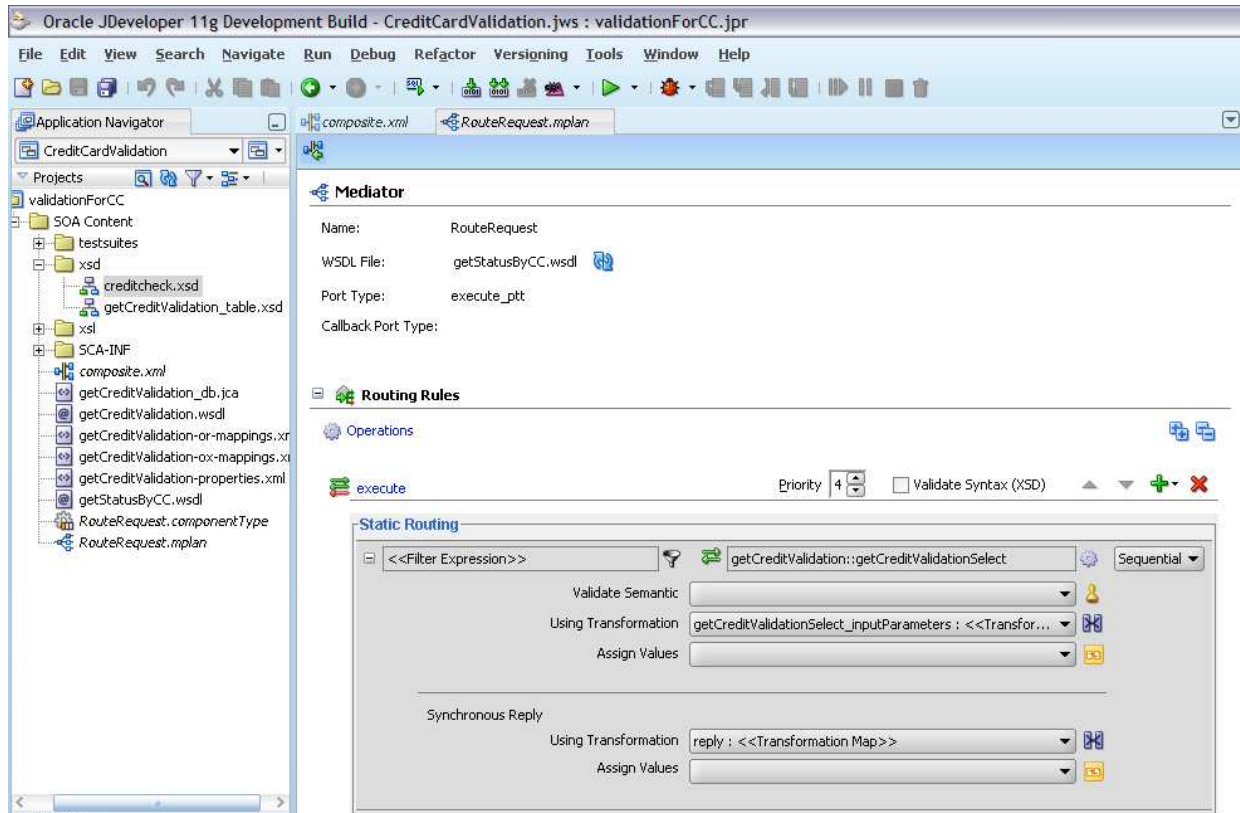 Oracle JDeveloper 11g Development Build - CreditCardValidation.jws : validationForCC.jpr
File Edit View Search Navigate Run Debug Refactor Versioning Tools Window Help
Application Navigator
composite.xml
RouteRequest.mplan
CreditCardValidation
Projects
validationForCC
SOA Content
testsuites
xsd
creditcheck.xsd
getCreditValidation_table.xsd
xsl
SCA-INF
composite.xml
getCreditValidation_db.jca
getCreditValidation.wsdl
getCreditValidation-or-mappings.xr
getCreditValidation-ox-mappings.x
getCreditValidation-properties.xml
getStatusByCC.wsdl
RouteRequest.componentType
RouteRequest.mplan
Mediator
Name: RouteRequest
WSDL File: getStatusByCC.wsdl
Port Type: execute_ptt
Callback Port Type:
Routing Rules
Operations
execute Priority 4 Validate Syntax (XSD)
Static Routing
<<Filter Expression>> getCreditValidation::getCreditValidationSelect Sequential
Validate Semantic
Using Transformation getCreditValidationSelect_inputParameters : <<Transfor...
Assign Values
Synchronous Reply
Using Transformation reply : <<Transformation Map>>
Assign Values